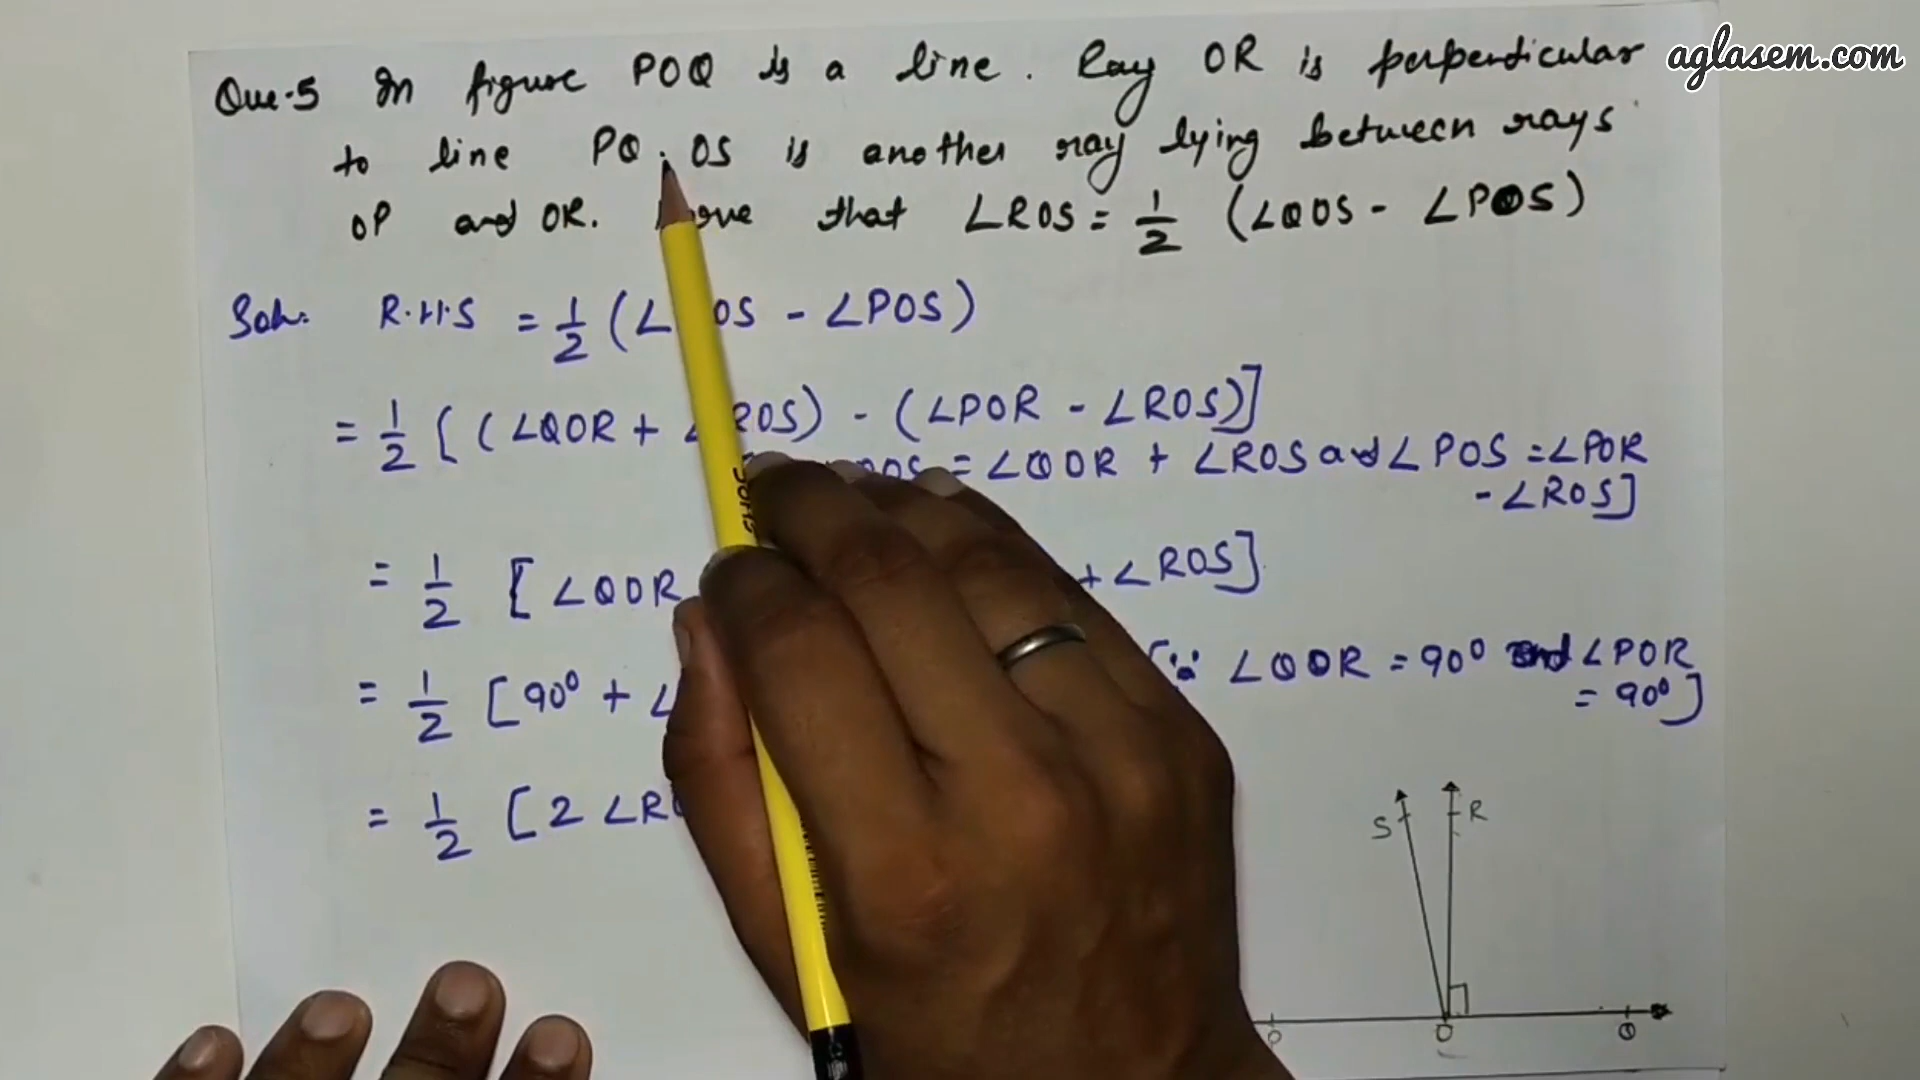 aglasem.com
Que.5 In figure POQ is a line. Ray OR is perpendicular
to line PQ. OS is another ray lying between rays
OP and OR. that ∠ROS = 1/2 (∠QOS - ∠POS)
Soln: R.H.S = 1/2 (∠ OS - ∠POS)
= 1/2 [(∠QOR + ∠ROS) - (∠POR - ∠ROS)]
= ∠QOR + ∠ROS and ∠POS = ∠POR
- ∠ROS]
= 1/2 [∠QOR + ∠ROS]
= 1/2 [90° + ∠ [∵ ∠QOR = 90° and ∠POR
= 90°]
= 1/2 [2 ∠RO
S R
P O Q